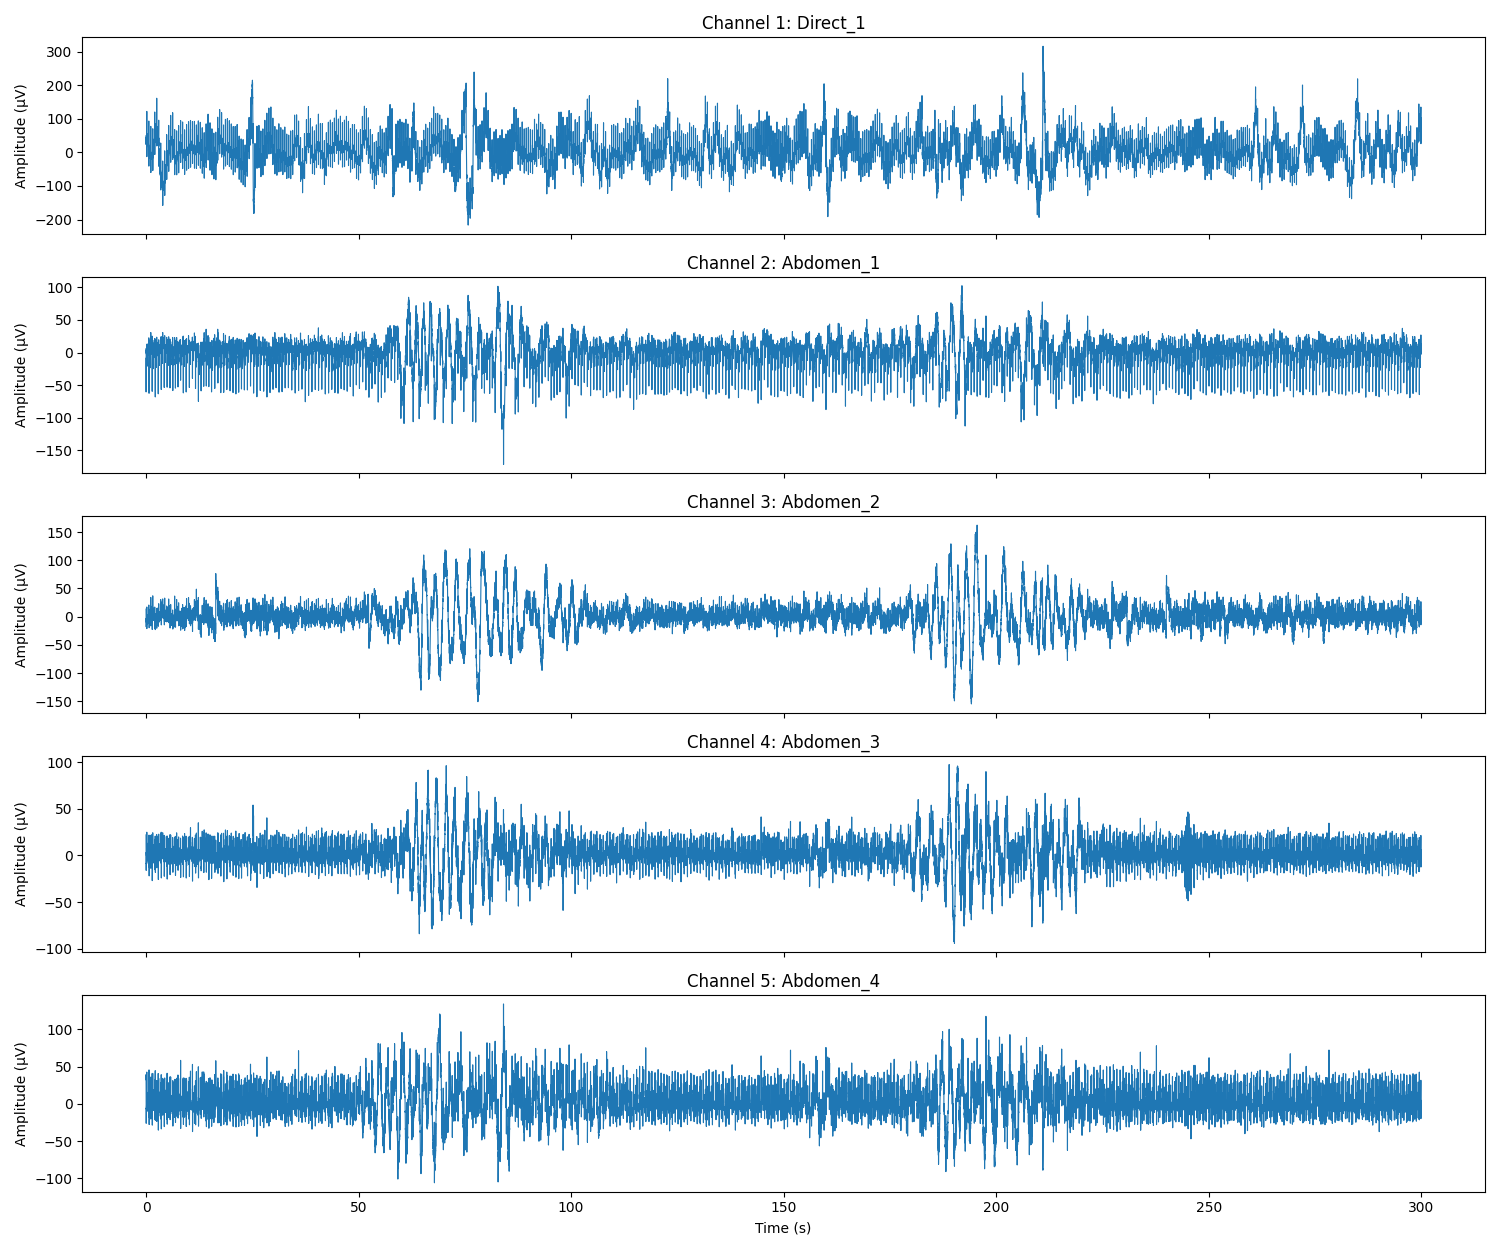 Channel 1: Direct_1
300
200
100
0
−100
−200
Amplitude (µV)
Channel 2: Abdomen_1
100
50
0
−50
−100
−150
Amplitude (µV)
Channel 3: Abdomen_2
150
100
50
0
−50
−100
−150
Amplitude (µV)
Channel 4: Abdomen_3
100
50
0
−50
−100
Amplitude (µV)
Channel 5: Abdomen_4
100
50
0
−50
−100
Amplitude (µV)
0 50 100 150 200 250 300
Time (s)